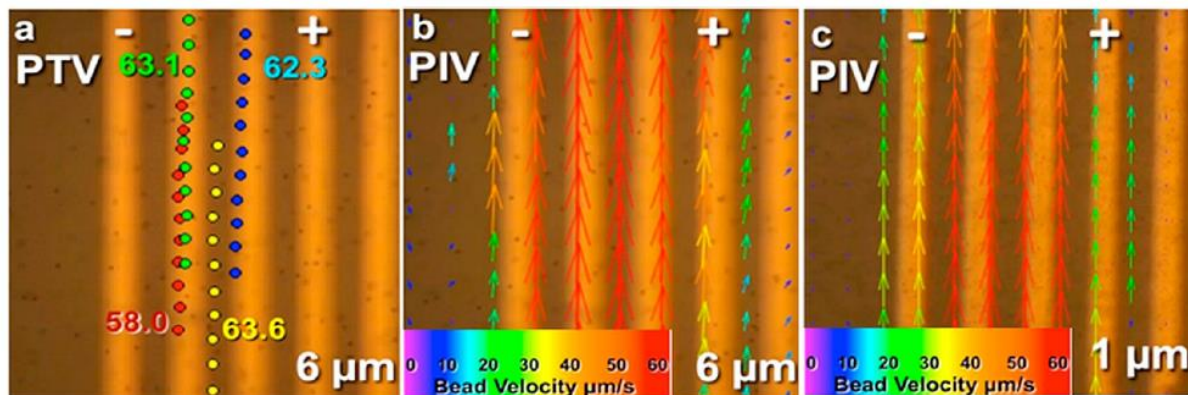 a
- +
PTV
63.1
62.3
58.0
63.6
6 µm
b
- +
PIV
0 10 20 30 40 50 60
Bead Velocity µm/s
6 µm
c
- +
PIV
0 10 20 30 40 50 60
Bead Velocity µm/s
1 µm